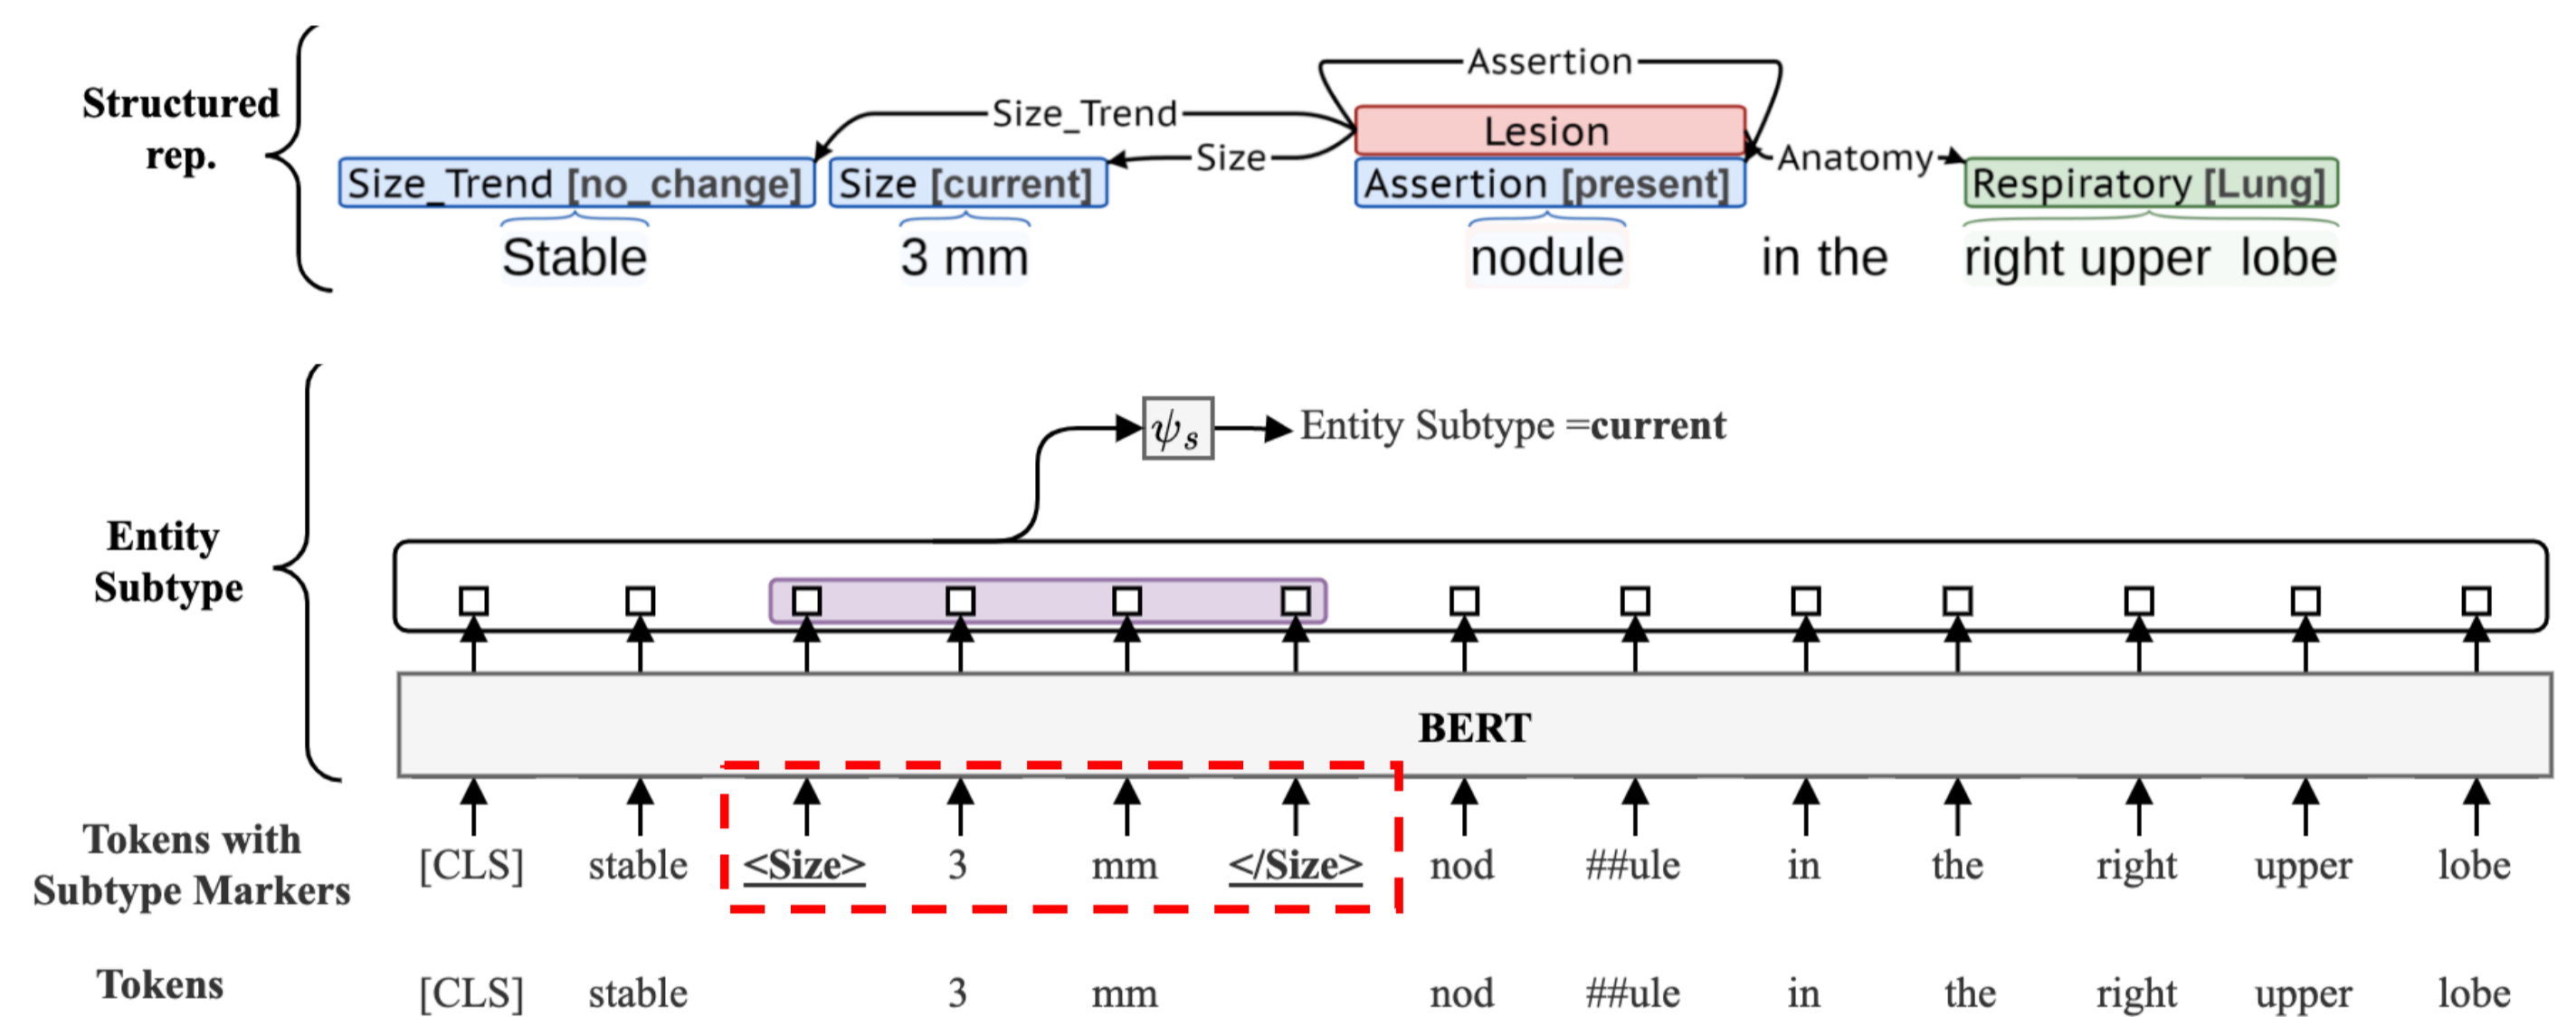 Structured
rep.
Assertion
Size_Trend
Lesion
Size
Anatomy
Size_Trend [no_change] Size [current] Assertion [present] Respiratory [Lung]
Stable 3 mm nodule in the right upper lobe
Entity
Subtype
ψs Entity Subtype =current
BERT
Tokens with
Subtype Markers
[CLS] stable <Size> 3 mm </Size> nod ##ule in the right upper lobe
Tokens
[CLS] stable 3 mm nod ##ule in the right upper lobe